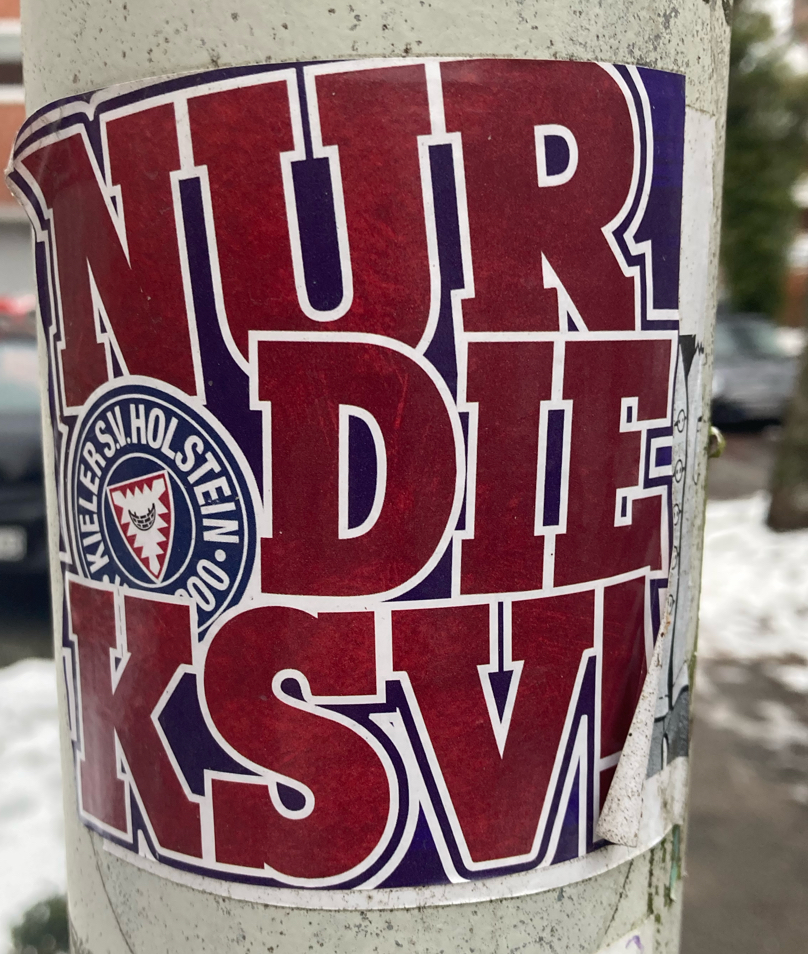 NUR
KIELER S.V. HOLSTEIN · 00
DIE
KSV!